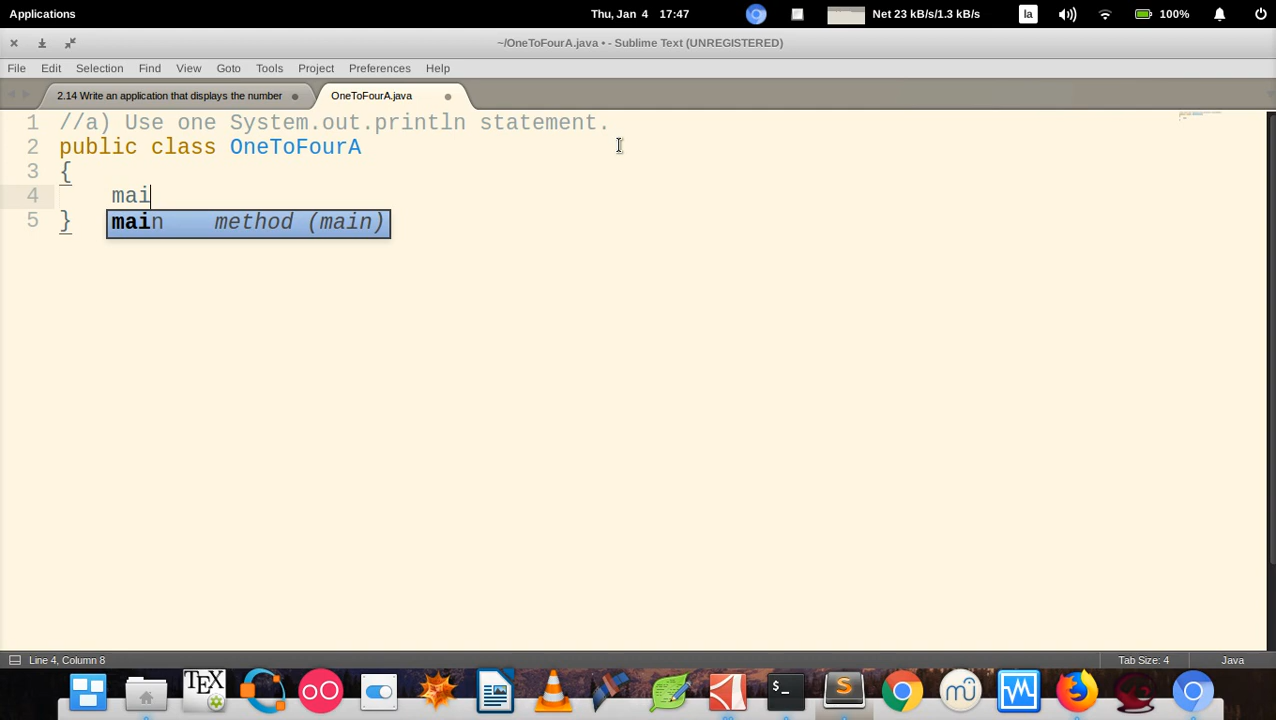 Applications
Thu, Jan 4 17:47
Net 23 kB/s/1.3 kB/s
la
100%
~/OneToFourA.java • - Sublime Text (UNREGISTERED)
File Edit Selection Find View Goto Tools Project Preferences Help
2.14 Write an application that displays the number
OneToFourA.java
1 //a) Use one System.out.println statement.
2 public class OneToFourA
3 {
4 mai
main method (main)
5 }
Line 4, Column 8
Tab Size: 4
Java
TEX
mū